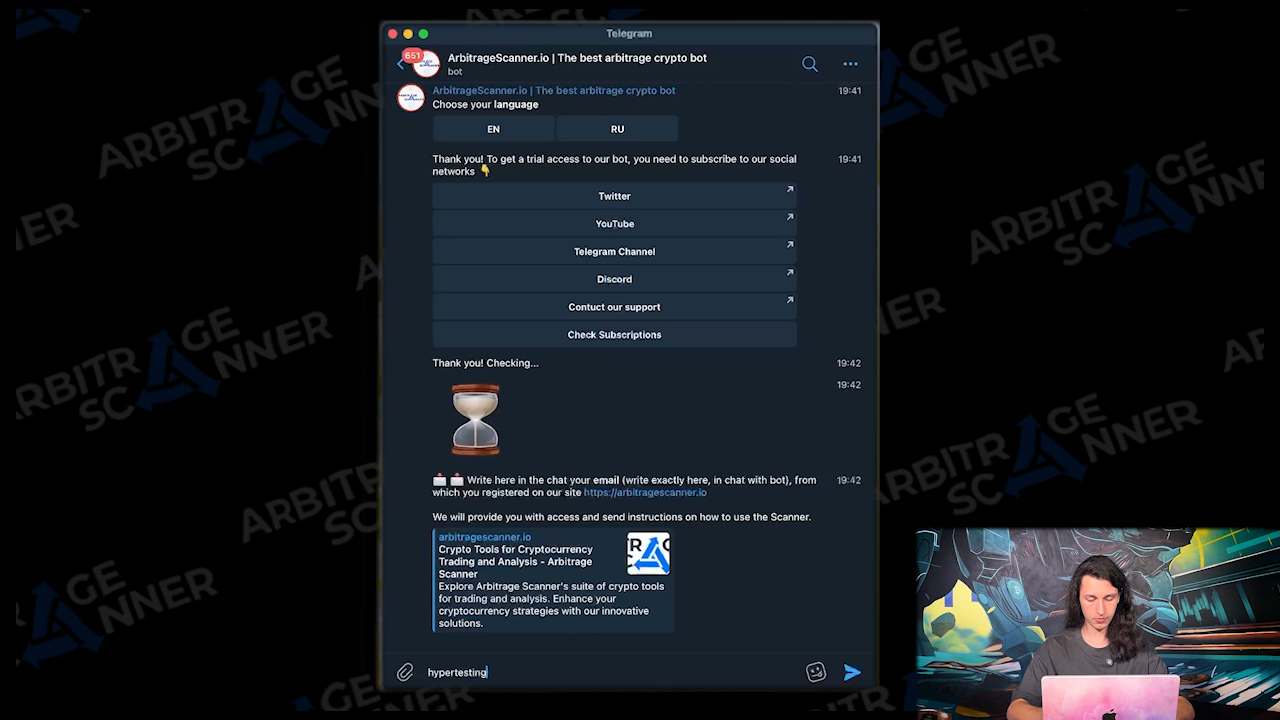 Telegram
651
ArbitrageScanner.io | The best arbitrage crypto bot
bot
ArbitrageScanner.io | The best arbitrage crypto bot 19:41
Choose your language
EN RU
Thank you! To get a trial access to our bot, you need to subscribe to our social 19:41
networks 👇
Twitter
YouTube
Telegram Channel
Discord
Contuct our support
Check Subscriptions
Thank you! Checking... 19:42
19:42
📩 📩 Write here in the chat your email (write exactly here, in chat with bot), from 19:42
which you registered on our site https://arbitragescanner.io
We will provide you with access and send instructions on how to use the Scanner.
arbitragescanner.io
Crypto Tools for Cryptocurrency
Trading and Analysis - Arbitrage
Scanner
Explore Arbitrage Scanner's suite of crypto tools
for trading and analysis. Enhance your
cryptocurrency strategies with our innovative
solutions.
hypertesting
ARBITRAGE
SCANNER